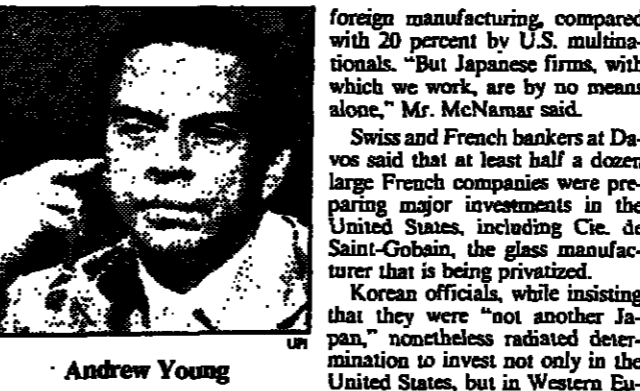 UPI
Andrew Young
foreign manufacturing, compared
with 20 percent by U.S. multina-
tionals. "But Japanese firms, with
which we work, are by no means
alone," Mr. McNamar said.
Swiss and French bankers at Da-
vos said that at least half a dozen
large French companies were pre-
paring major investments in the
United States, including Cie. de
Saint-Gobain, the glass manufac-
turer that is being privatized.
Korean officials, while insisting
that they were "not another Ja-
pan," nonetheless radiated deter-
mination to invest not only in the
United States, but in Western Eu-